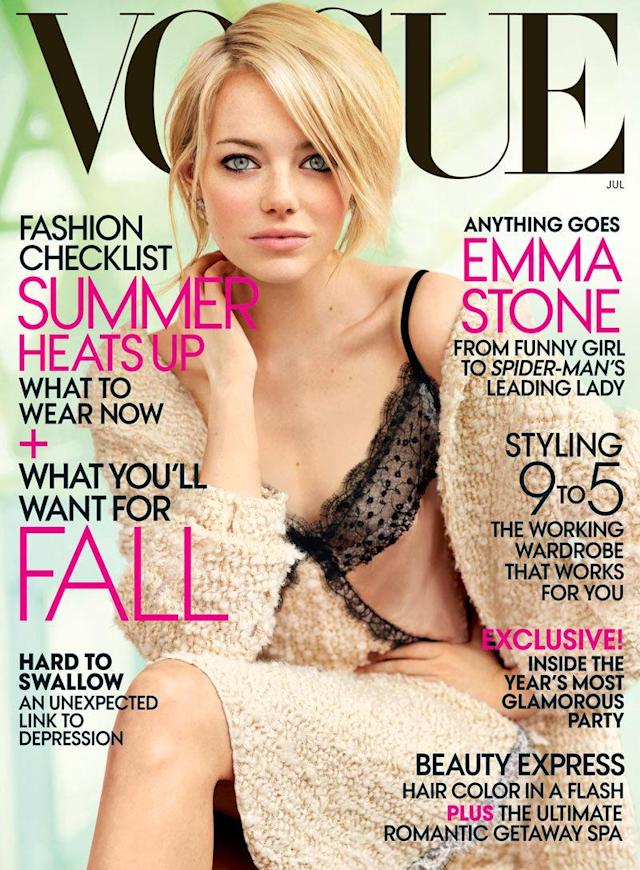 VOGUE
JUL
FASHION
CHECKLIST
SUMMER
HEATS UP
WHAT TO
WEAR NOW
+
WHAT YOU'LL
WANT FOR
FALL
HARD TO
SWALLOW
AN UNEXPECTED
LINK TO
DEPRESSION
ANYTHING GOES
EMMA
STONE
FROM FUNNY GIRL
TO SPIDER-MAN'S
LEADING LADY
STYLING
9 TO 5
THE WORKING
WARDROBE
THAT WORKS
FOR YOU
EXCLUSIVE!
INSIDE THE
YEAR'S MOST
GLAMOROUS
PARTY
BEAUTY EXPRESS
HAIR COLOR IN A FLASH
PLUS THE ULTIMATE
ROMANTIC GETAWAY SPA